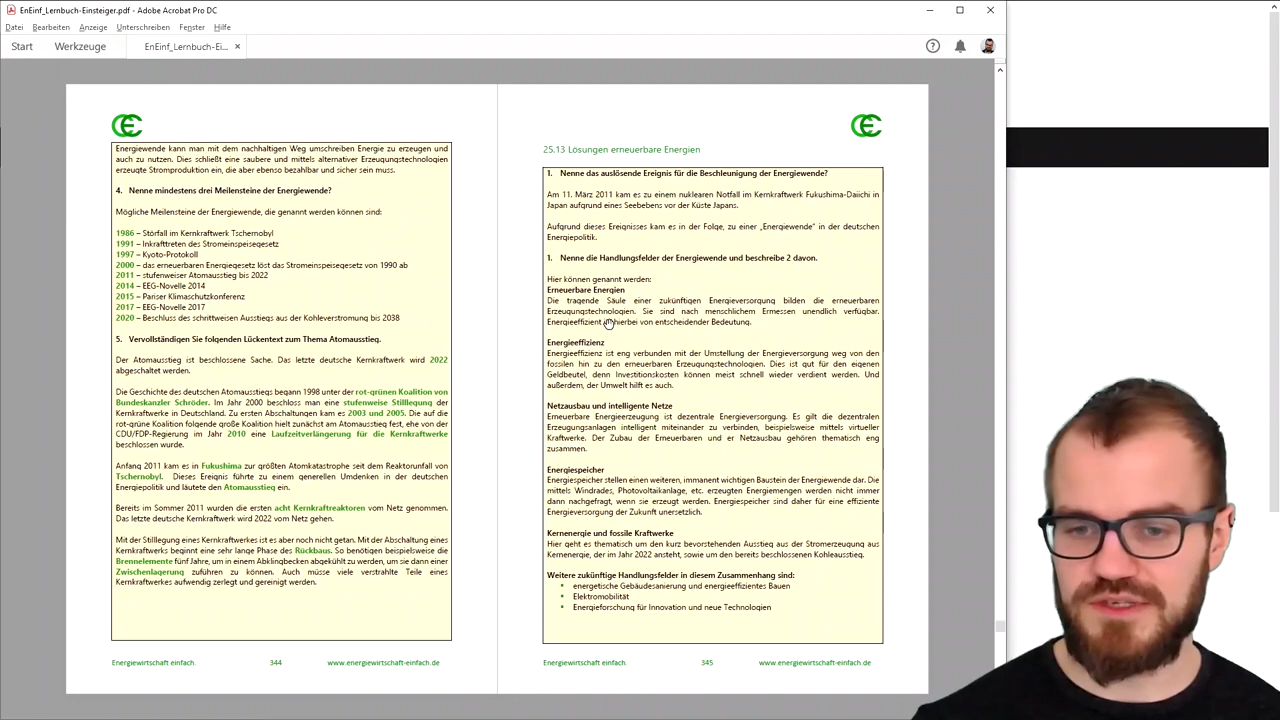 EnEinf_Lernbuch-Einsteiger.pdf - Adobe Acrobat Pro DC
Datei Bearbeiten Anzeige Unterschreiben Fenster Hilfe
Start Werkzeuge EnEinf_Lernbuch-Ei... ×
Energiewende kann man mit dem nachhaltigen Weg umschreiben Energie zu erzeugen und
auch zu nutzen. Dies schließt eine saubere und mittels alternativer Erzeugungstechnologien
erzeugte Stromproduktion ein, die aber ebenso bezahlbar und sicher sein muss.
4. Nenne mindestens drei Meilensteine der Energiewende?
Mögliche Meilensteine der Energiewende, die genannt werden können sind:
1986 – Störfall im Kernkraftwerk Tschernobyl
1991 – Inkrafttreten des Stromeinspeisegesetz
1997 – Kyoto-Protokoll
2000 – das erneuerbaren Energiegesetz löst das Stromeinspeisegesetz von 1990 ab
2011 – stufenweiser Atomausstieg bis 2022
2014 – EEG-Novelle 2014
2015 – Pariser Klimaschutzkonferenz
2017 – EEG-Novelle 2017
2020 – Beschluss des schrittweisen Ausstiegs aus der Kohleverstromung bis 2038
5. Vervollständigen Sie folgenden Lückentext zum Thema Atomausstieg.
Der Atomausstieg ist beschlossene Sache. Das letzte deutsche Kernkraftwerk wird 2022
abgeschaltet werden.
Die Geschichte des deutschen Atomausstiegs begann 1998 unter der rot-grünen Koalition von
Bundeskanzler Schröder. Im Jahr 2000 beschloss man eine stufenweise Stilllegung der
Kernkraftwerke in Deutschland. Zu ersten Abschaltungen kam es 2003 und 2005. Die auf die
rot-grüne Koalition folgende große Koalition hielt zunächst am Atomausstieg fest, ehe von der
CDU/FDP-Regierung im Jahr 2010 eine Laufzeitverlängerung für die Kernkraftwerke
beschlossen wurde.
Anfang 2011 kam es in Fukushima zur größten Atomkatastrophe seit dem Reaktorunfall von
Tschernobyl. Dieses Ereignis führte zu einem generellen Umdenken in der deutschen
Energiepolitik und läutete den Atomausstieg ein.
Bereits im Sommer 2011 wurden die ersten acht Kernkraftreaktoren vom Netz genommen.
Das letzte deutsche Kernkraftwerk wird 2022 vom Netz gehen.
Mit der Stilllegung eines Kernkraftwerkes ist es aber noch nicht getan. Mit der Abschaltung eines
Kernkraftwerks beginnt eine sehr lange Phase des Rückbaus. So benötigen beispielsweise die
Brennelemente fünf Jahre, um in einem Abklingbecken abgekühlt zu werden, um sie dann einer
Zwischenlagerung zuführen zu können. Auch müsse viele verstrahlte Teile eines
Kernkraftwerkes aufwendig zerlegt und gereinigt werden.
Energiewirtschaft einfach. 344 www.energiewirtschaft-einfach.de
25.13 Lösungen erneuerbare Energien
1. Nenne das auslösende Ereignis für die Beschleunigung der Energiewende?
Am 11. März 2011 kam es zu einem nuklearen Notfall im Kernkraftwerk Fukushima-Daiichi in
Japan aufgrund eines Seebebens vor der Küste Japans.
Aufgrund dieses Ereignisses kam es in der Folge, zu einer „Energiewende" in der deutschen
Energiepolitik.
1. Nenne die Handlungsfelder der Energiewende und beschreibe 2 davon.
Hier können genannt werden:
Erneuerbare Energien
Die tragende Säule einer zukünftigen Energieversorgung bilden die erneuerbaren
Erzeugungstechnologien. Sie sind nach menschlichem Ermessen unendlich verfügbar.
Energieeffizient hierbei von entscheidender Bedeutung.
Energieeffizienz
Energieeffizienz ist eng verbunden mit der Umstellung der Energieversorgung weg von den
fossilen hin zu den erneuerbaren Erzeugungstechnologien. Dies ist gut für den eigenen
Geldbeutel, denn Investitionskosten können meist schnell wieder verdient werden. Und
außerdem, der Umwelt hilft es auch.
Netzausbau und intelligente Netze
Erneuerbare Energieerzeugung ist dezentrale Energieversorgung. Es gilt die dezentralen
Erzeugungsanlagen intelligent miteinander zu verbinden, beispielsweise mittels virtueller
Kraftwerke. Der Zubau der Erneuerbaren und er Netzausbau gehören thematisch eng
zusammen.
Energiespeicher
Energiespeicher stellen einen weiteren, immanent wichtigen Baustein der Energiewende dar. Die
mittels Windrades, Photovoltaikanlage, etc. erzeugten Energiemengen werden nicht immer
dann nachgefragt, wenn sie erzeugt werden. Energiespeicher sind daher für eine effiziente
Energieversorgung der Zukunft unersetzlich.
Kernenergie und fossile Kraftwerke
Hier geht es thematisch um den kurz bevorstehenden Ausstieg aus der Stromerzeugung aus
Kernenergie, der im Jahr 2022 ansteht, sowie um den bereits beschlossenen Kohleausstieg.
Weitere zukünftige Handlungsfelder in diesem Zusammenhang sind:
• energetische Gebäudesanierung und energieeffizientes Bauen
• Elektromobilität
• Energieforschung für Innovation und neue Technologien
Energiewirtschaft einfach. 345 www.energiewirtschaft-einfach.de